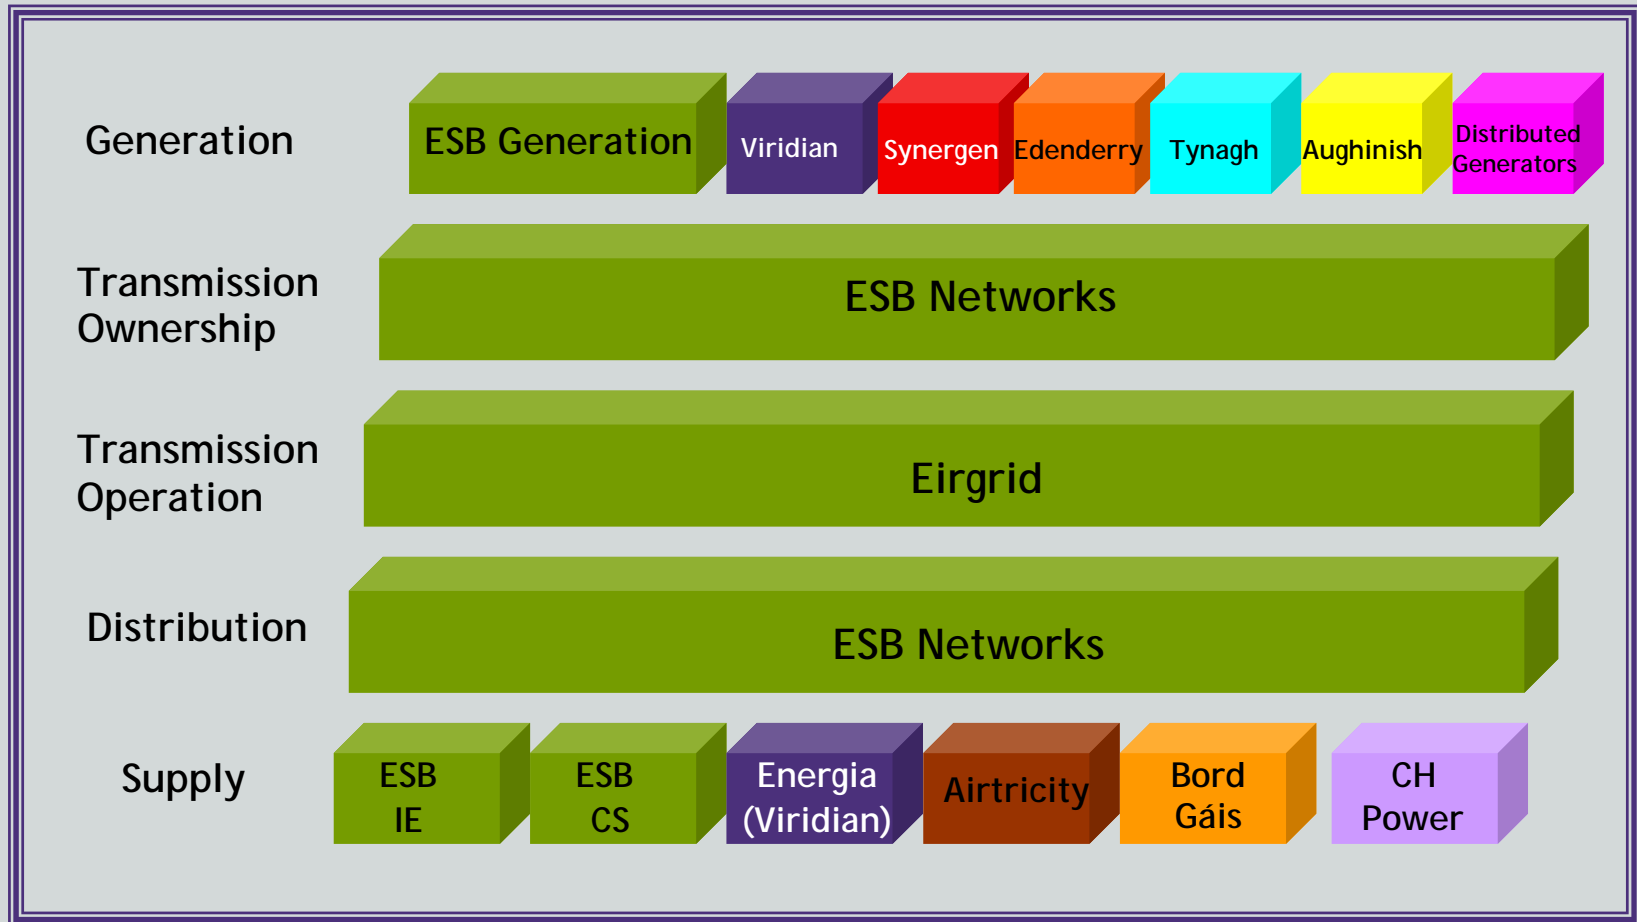 Generation
ESB Generation
Viridian
Synergen
Edenderry
Tynagh
Aughinish
Distributed
Generators
Transmission
Ownership
ESB Networks
Transmission
Operation
Eirgrid
Distribution
ESB Networks
Supply
ESB
IE
ESB
CS
Energia
(Viridian)
Airtricity
Bord
Gáis
CH
Power